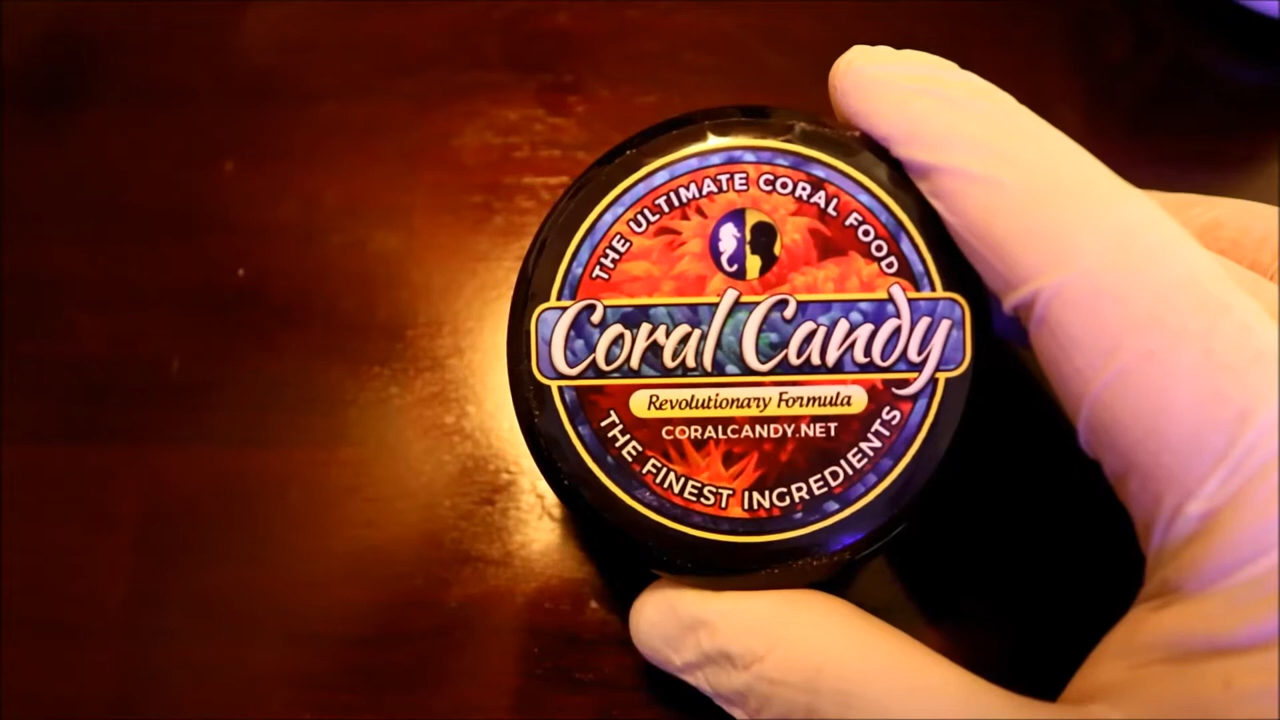 THE ULTIMATE CORAL FOOD
Coral Candy
Revolutionary Formula
CORALCANDY.NET
THE FINEST INGREDIENTS